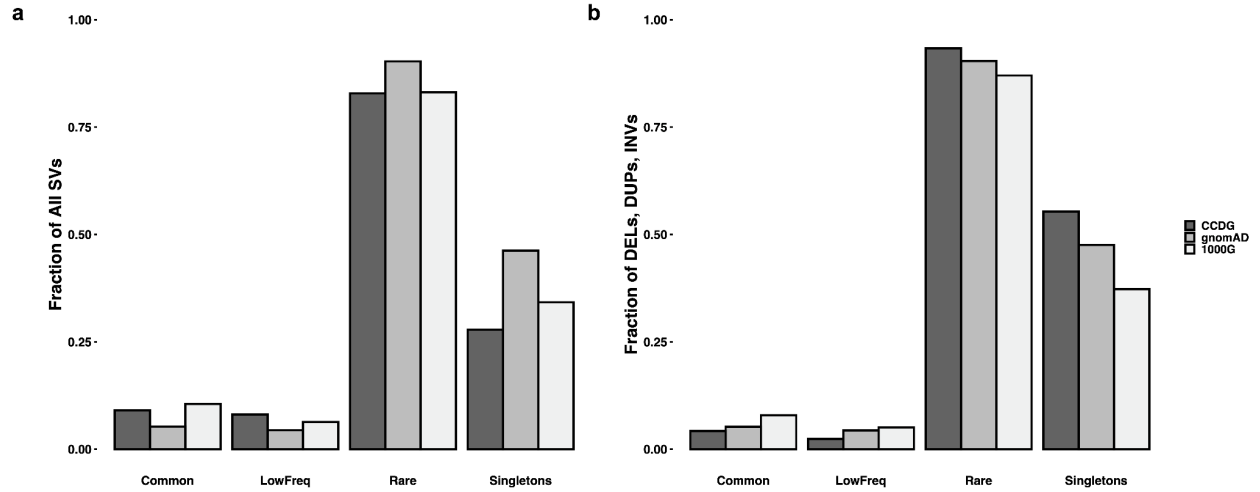 a
Fraction of All SVs
1.00
0.75
0.50
0.25
0.00
Common LowFreq Rare Singletons
b
Fraction of DELs, DUPs, INVs
1.00
0.75
0.50
0.25
0.00
Common LowFreq Rare Singletons
CCDG
gnomAD
1000G